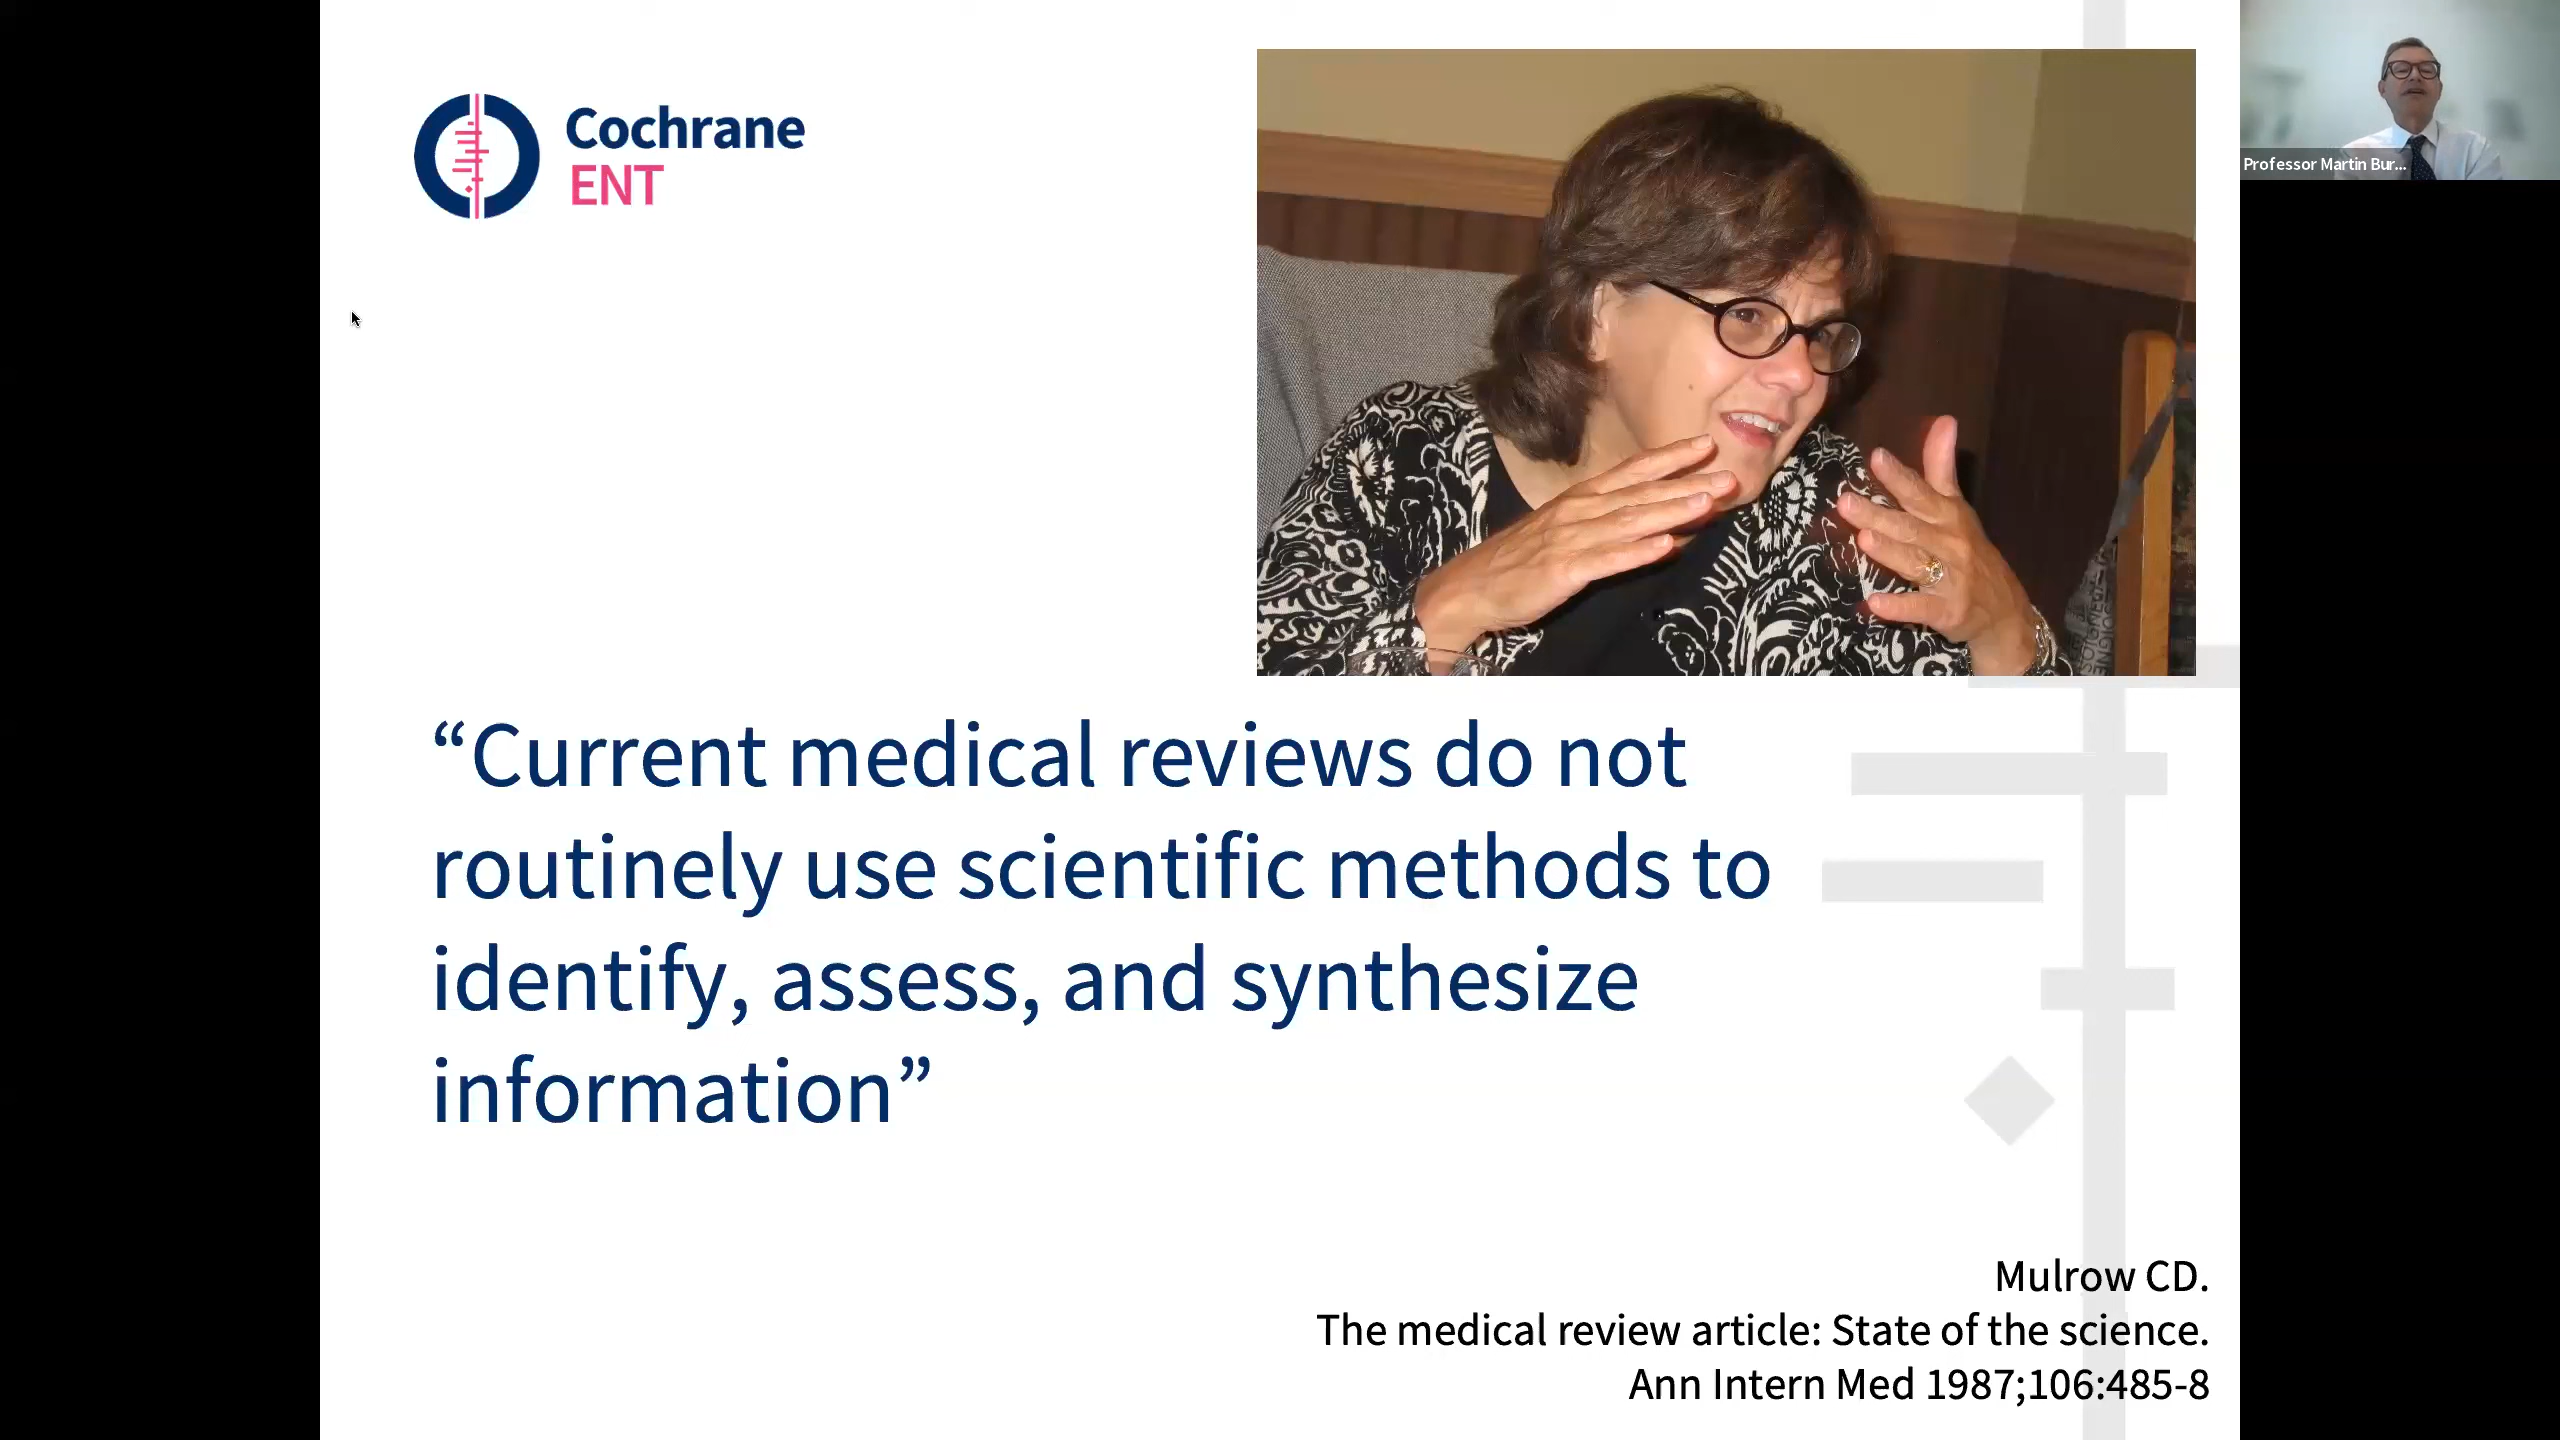 Cochrane
ENT
Professor Martin Bur...
“Current medical reviews do not
routinely use scientific methods to
identify, assess, and synthesize
information”
Mulrow CD.
The medical review article: State of the science.
Ann Intern Med 1987;106:485-8